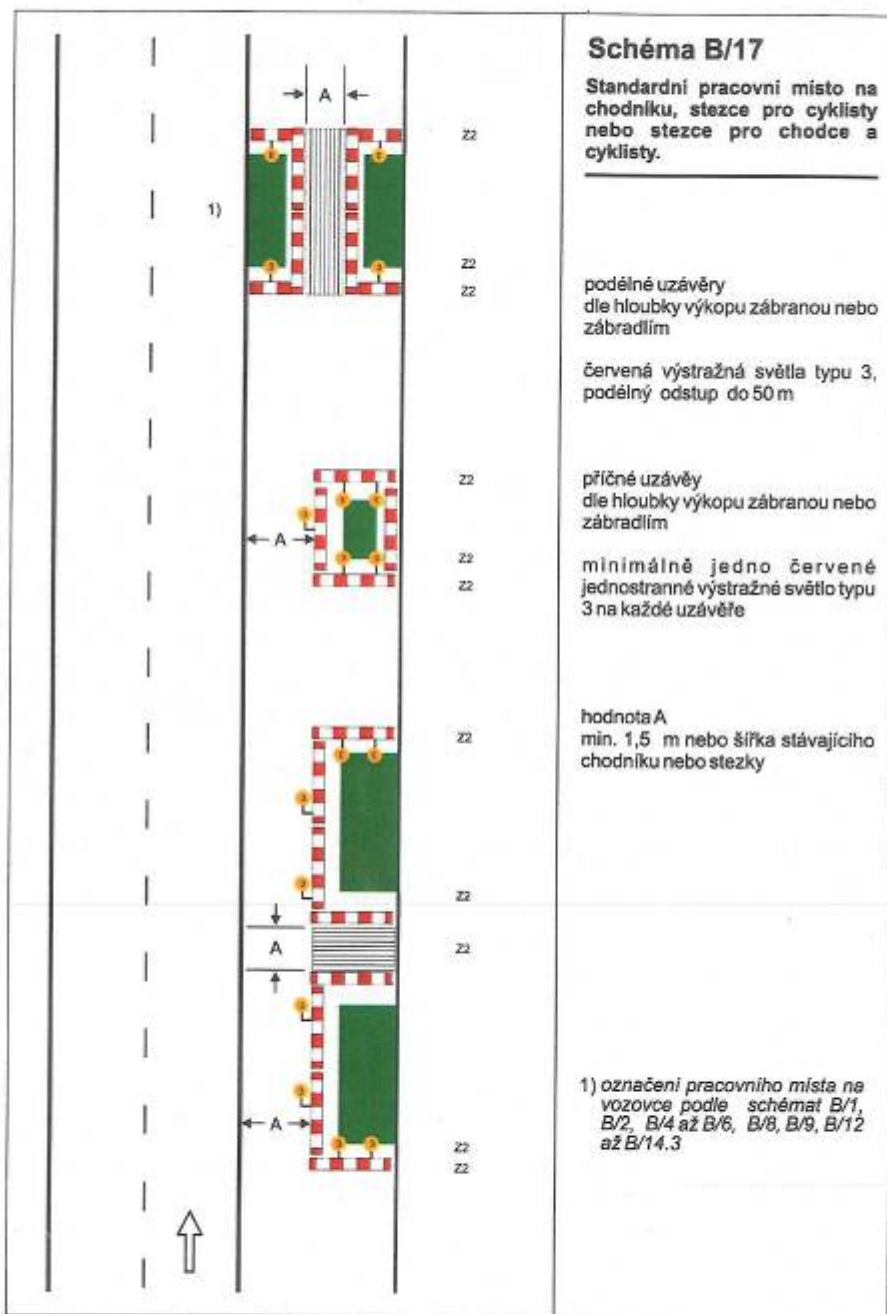 Schéma B/17
Standardní pracovní místo na
chodníku, stezce pro cyklisty
nebo stezce pro chodce a
cyklisty.
A
Z2
1)
Z2
Z2
podélné uzávěry
dle hloubky výkopu zábranou nebo
zábradlím
červená výstražná světla typu 3,
podélný odstup do 50 m
Z2
A
Z2
Z2
příčné uzávěy
dle hloubky výkopu zábranou nebo
zábradlím
minimálně jedno červené
jednostranné výstražné světlo typu
3 na každé uzávěře
Z2
hodnota A
min. 1,5 m nebo šířka stávajícího
chodníku nebo stezky
Z2
A
Z2
A
Z2
Z2
1) označení pracovního místa na
vozovce podle schémat B/1,
B/2, B/4 až B/6, B/8, B/9, B/12
až B/14.3